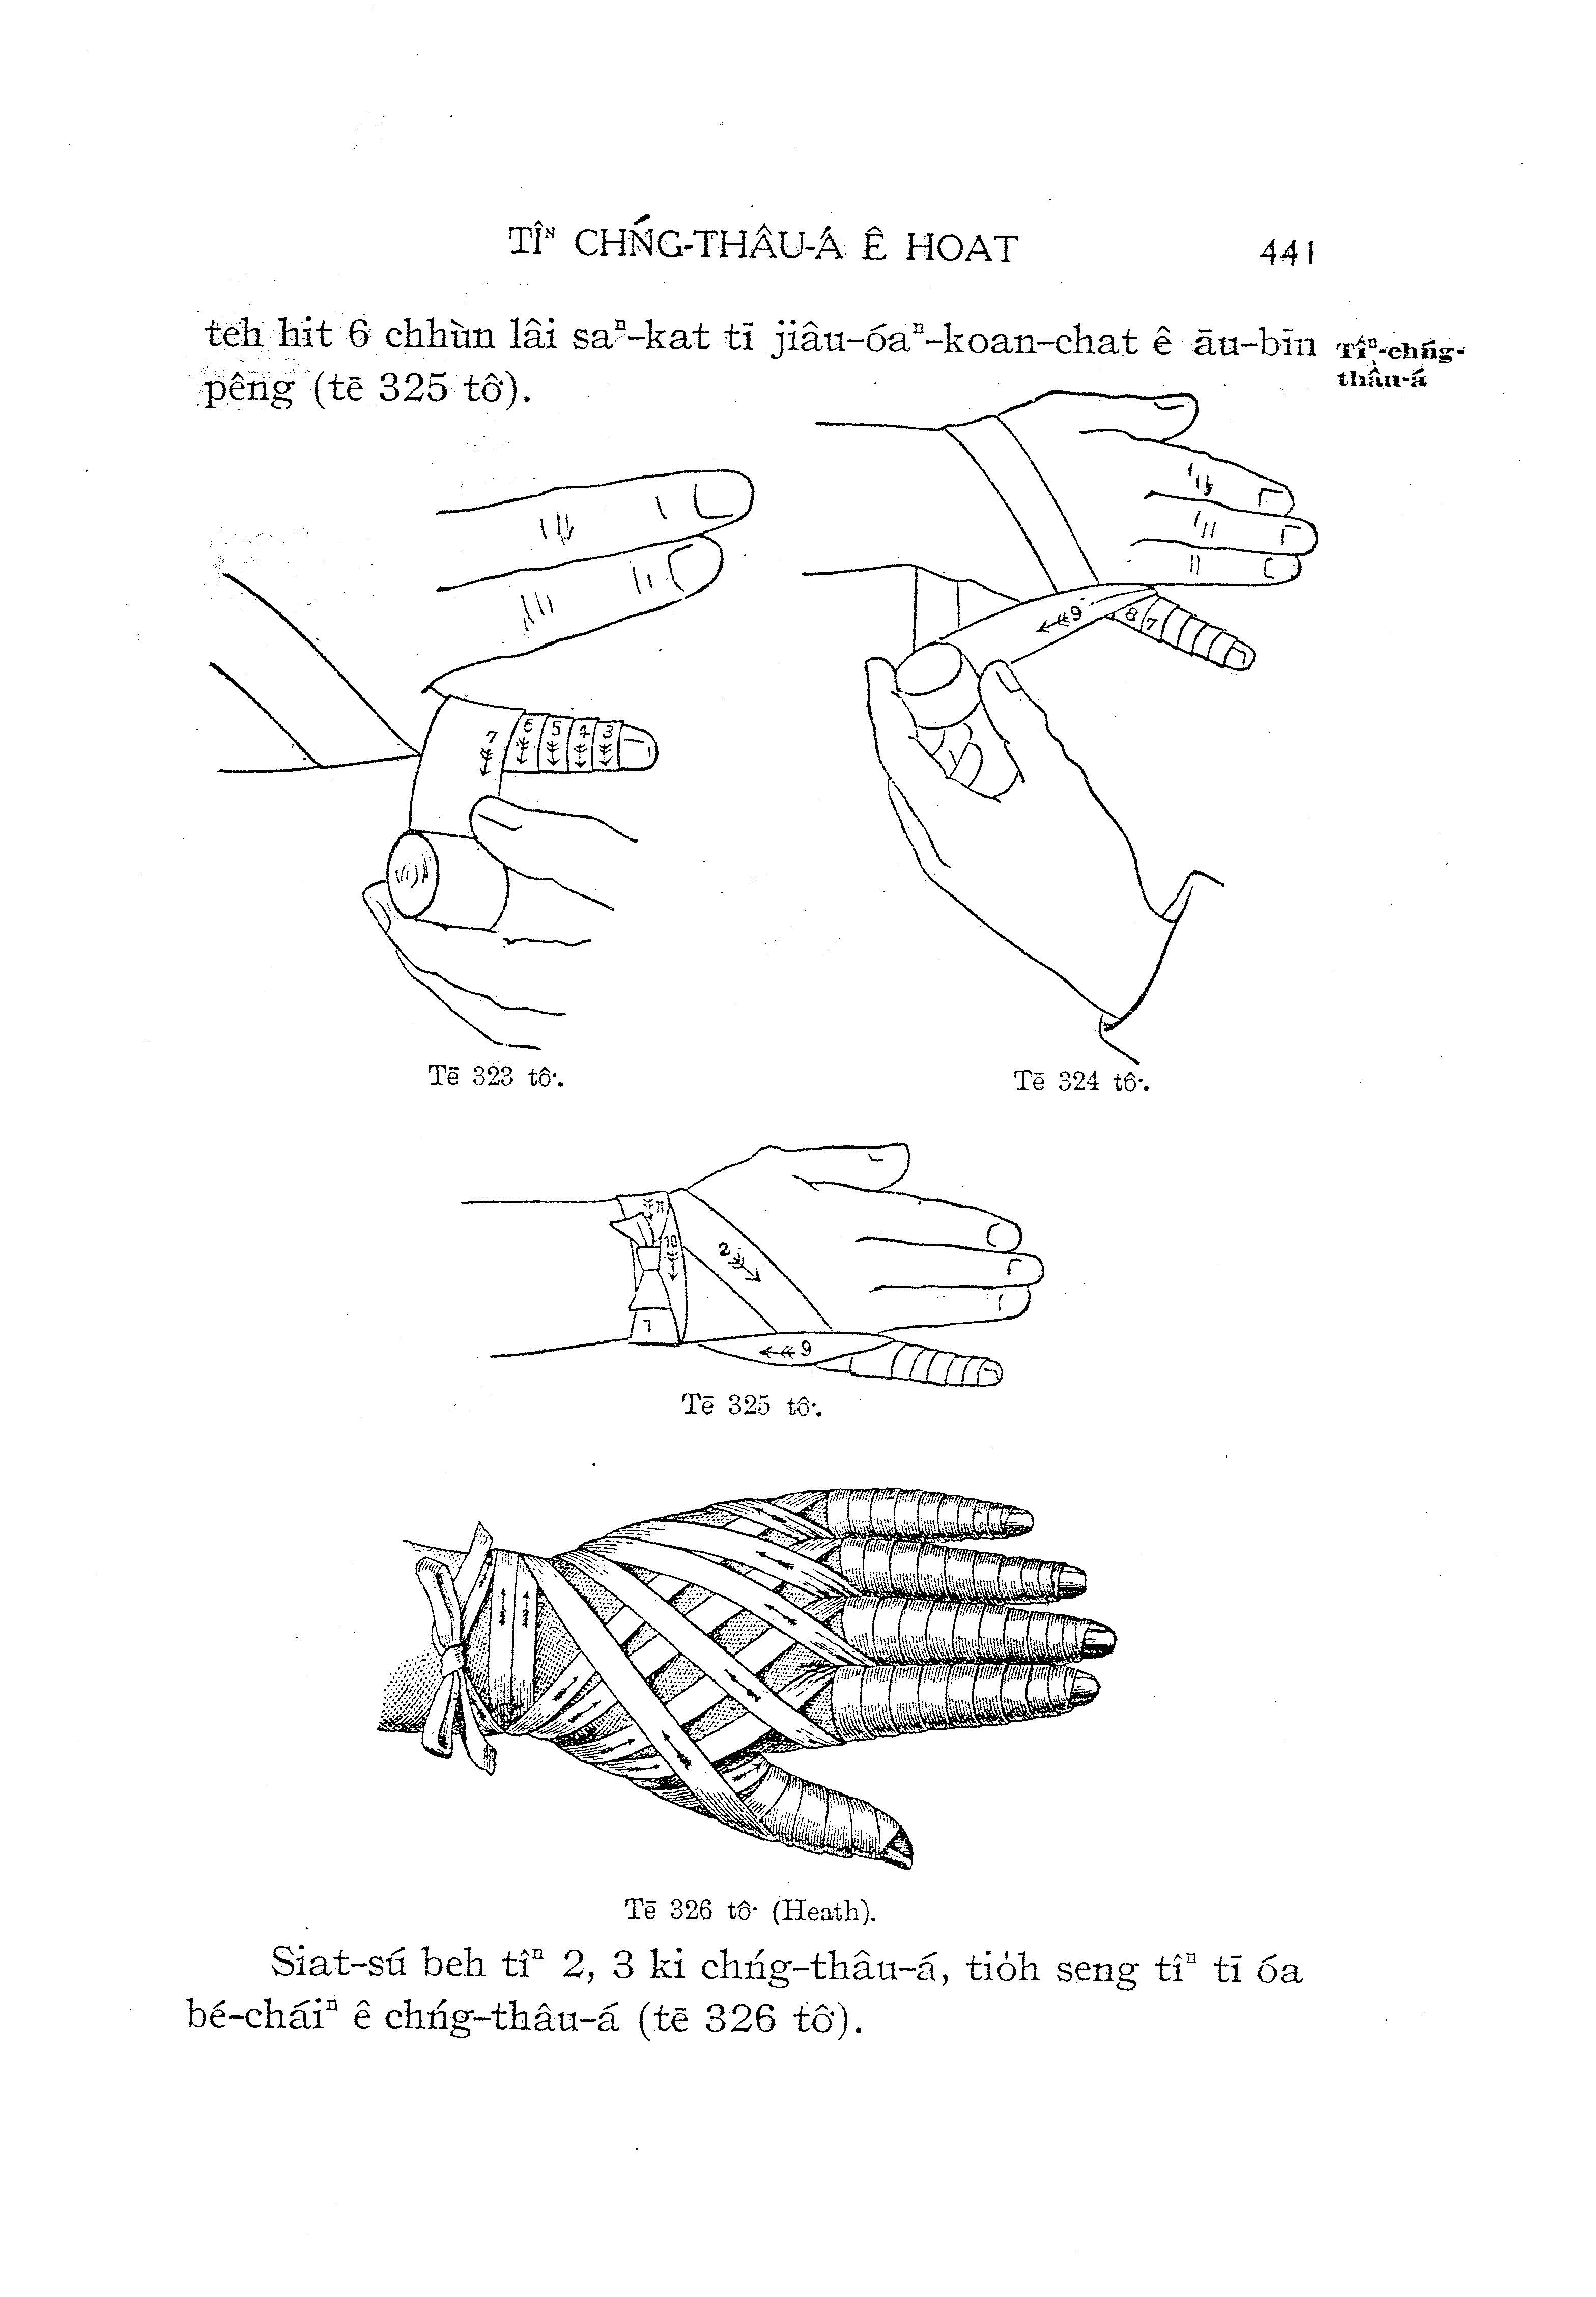 TÎᴺ CHŃG-THÂU-Á Ê HOAT 441
teh hit 6 chhùn lâi saⁿ-kat tī jiâu-óaⁿ-koan-chat ê āu-bīn
pêng (tē 325 tô͘).
Tîⁿ-chńg-
thâu-á
7 6 5 4 3
9 8 7
Tē 323 tô͘.
Tē 324 tô͘.
11
10
2
1
9
Tē 325 tô͘.
Tē 326 tô͘ (Heath).
Siat-sú beh tîⁿ 2, 3 ki chńg-thâu-á, tio̍h seng tîⁿ tī óa
bé-cháiⁿ ê chńg-thâu-á (tē 326 tô͘).